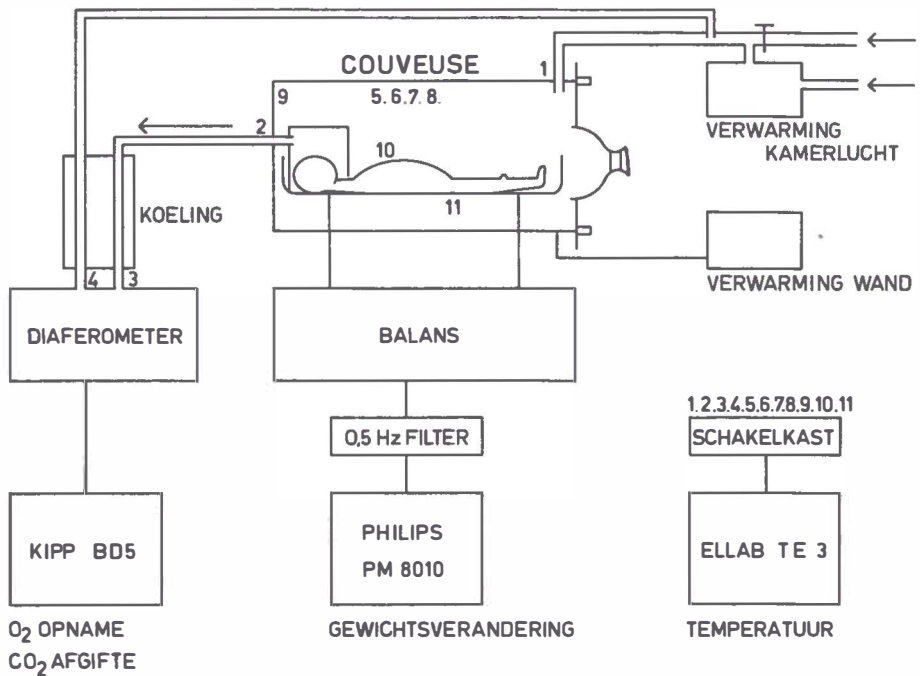 COUVEUSE
1
9
5.6.7.8.
2
10
11
VERWARMING
KAMERLUCHT
KOELING
4 3
VERWARMING WAND
DIAFEROMETER
BALANS
1.2.3.4.5.6.7.8.9.10.11
0,5 Hz FILTER
SCHAKELKAST
KIPP BD5
PHILIPS
PM 8010
ELLAB TE 3
O2 OPNAME
CO2 AFGIFTE
GEWICHTSVERANDERING
TEMPERATUUR